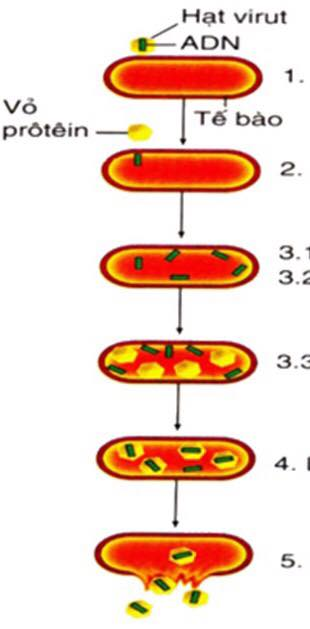 Hạt virut
ADN
1.
Vỏ
prôtêin
Tế bào
2.
3.1
3.2
3.3
4.
5.